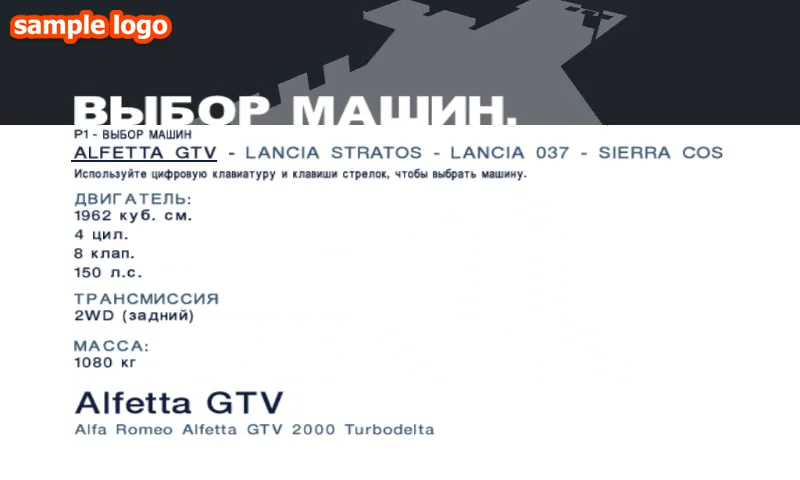 sample logo
ВЫБОР МАШИН.
P1 - ВЫБОР МАШИН
ALFETTA GTV - LANCIA STRATOS - LANCIA 037 - SIERRA COS
Используйте цифровую клавиатуру и клавиши стрелок, чтобы выбрать машину.
ДВИГАТЕЛЬ:
1962 куб. см.
4 цил.
8 клап.
150 л.с.
ТРАНСМИССИЯ
2WD (задний)
МАССА:
1080 кг
Alfetta GTV
Alfa Romeo Alfetta GTV 2000 Turbodelta